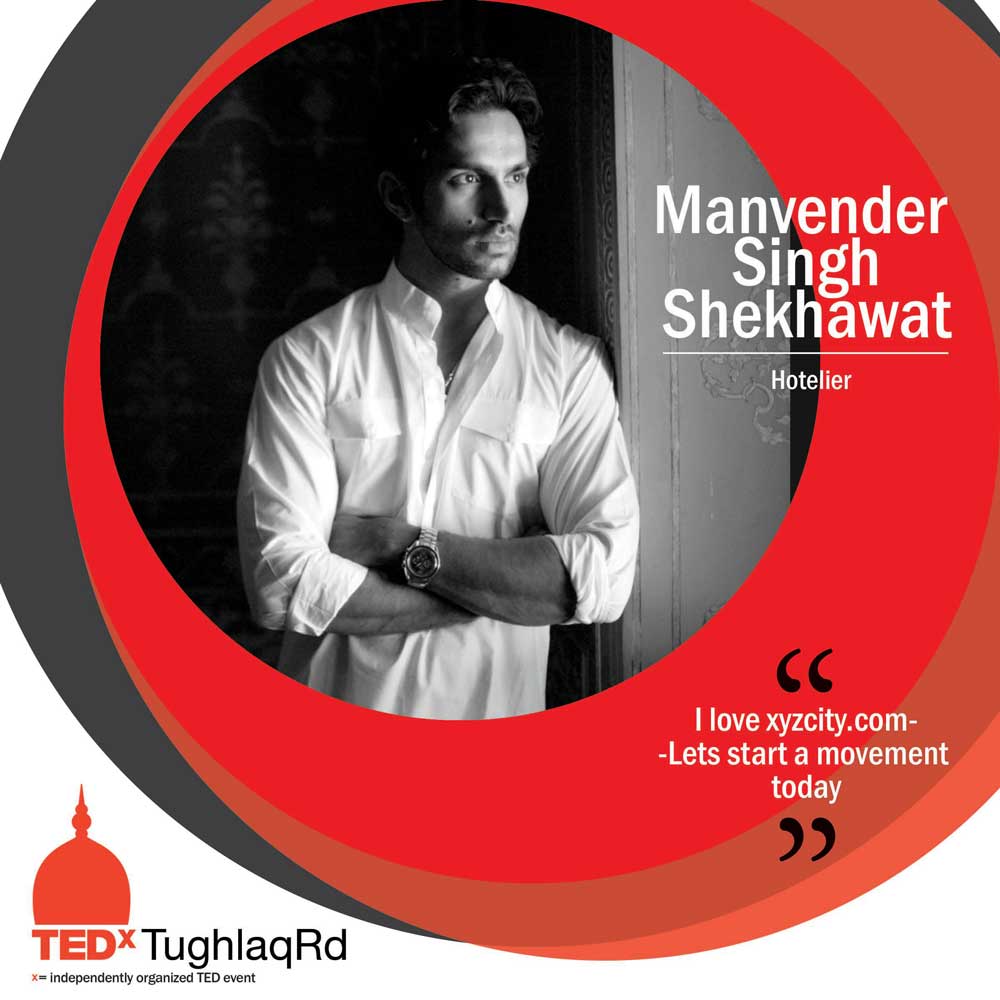 Manvender
Singh
Shekhawat
Hotelier
“
I love xyzcity.com-
-Lets start a movement
today
”
TEDx TughlaqRd
x= independently organized TED event